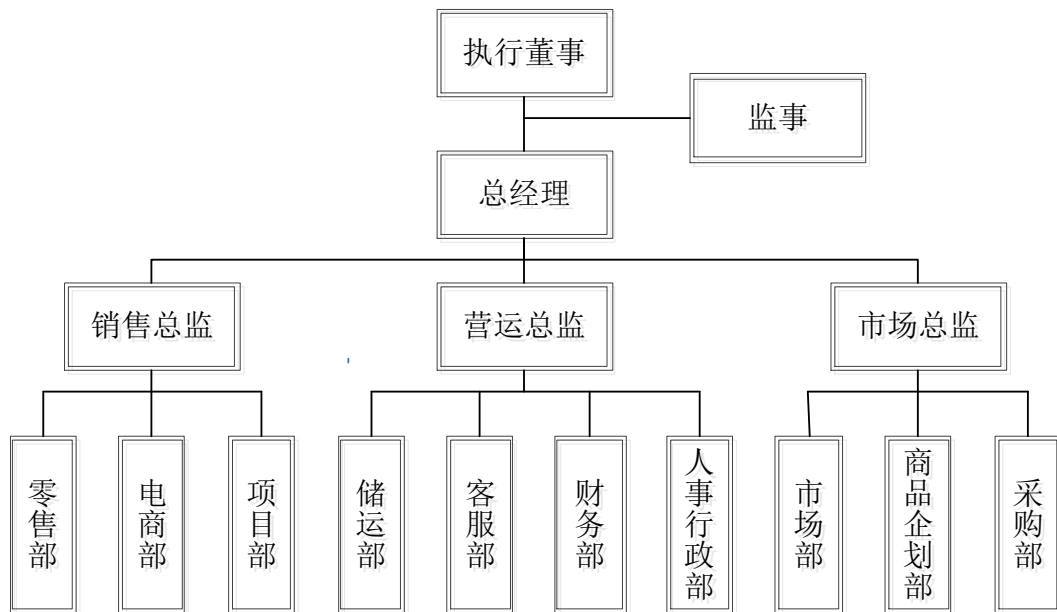 执行董事
监事
总经理
销售总监
营运总监
市场总监
零售部
电商部
项目部
储运部
客服部
财务部
人事行政部
市场部
商品企划部
采购部